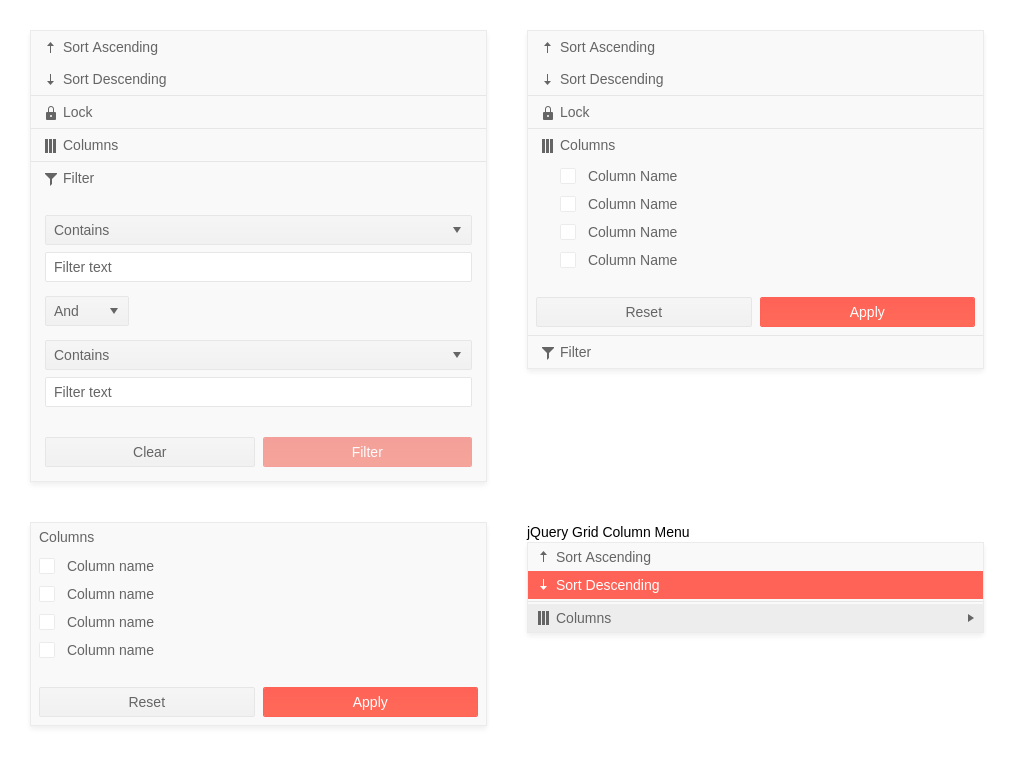 Sort Ascending
Sort Descending
Lock
Columns
Filter
Contains
Filter text
And
Contains
Filter text
Clear Filter
Sort Ascending
Sort Descending
Lock
Columns
Column Name
Column Name
Column Name
Column Name
Reset Apply
Filter
Columns
Column name
Column name
Column name
Column name
Reset Apply
jQuery Grid Column Menu
Sort Ascending
Sort Descending
Columns